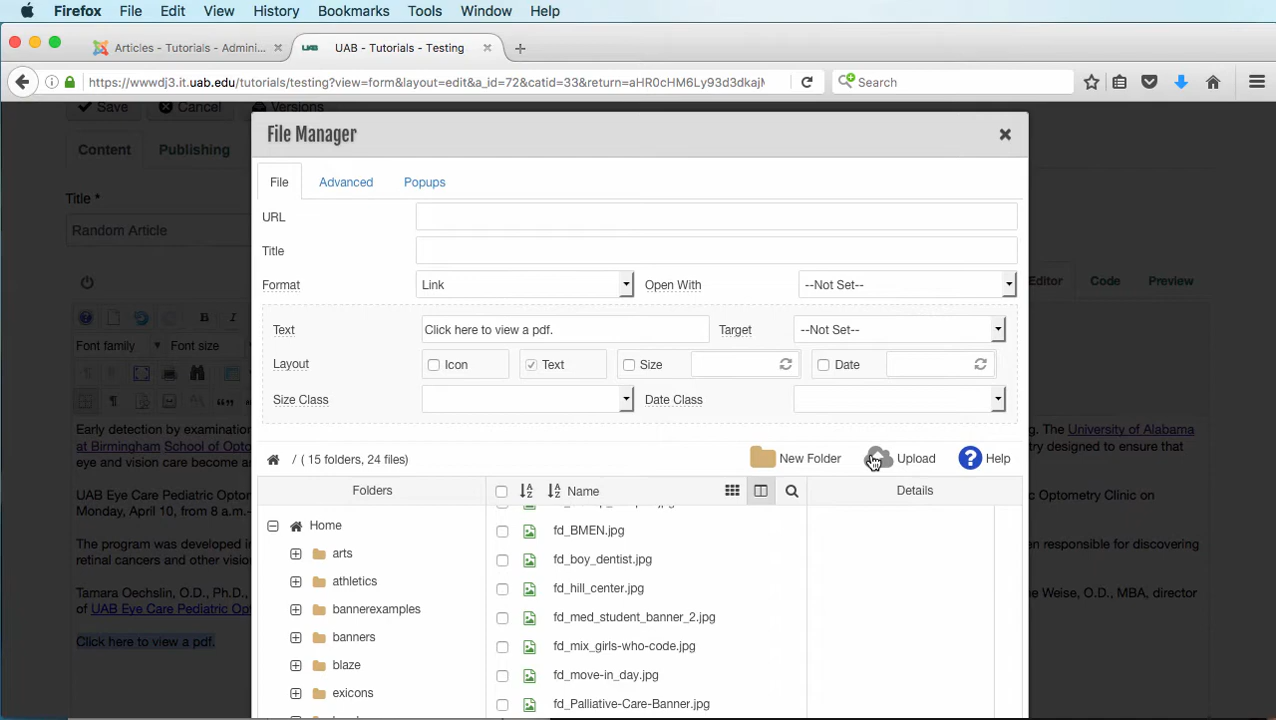 Firefox File Edit View History Bookmarks Tools Window Help
Articles - Tutorials - Admini... UAB - Tutorials - Testing
https://wwwdj3.it.uab.edu/tutorials/testing?view=form&layout=edit&a_id=72&catid=33&return=aHR0cHM6Ly93d3dkajM Search
Save Cancel Versions
File Manager
Content Publishing
File Advanced Popups
Title *
URL
Random Article
Title
Format Link Open With --Not Set--
Editor Code Preview
Text Click here to view a pdf. Target --Not Set--
Font family Font size
Layout Icon Text Size Date
Size Class Date Class
Early detection by examination
ng. The University of Alabama
at Birmingham School of Opto
etry designed to ensure that
eye and vision care become as
/ ( 15 folders, 24 files) New Folder Upload Help
Folders Name Details
UAB Eye Care Pediatric Optor
c Optometry Clinic on
Monday, April 10, from 8 a.m.-
Home
fd_BMEN.jpg
The program was developed in
en responsible for discovering
retinal cancers and other vision
arts
fd_boy_dentist.jpg
athletics
fd_hill_center.jpg
Tamara Oechslin, O.D., Ph.D.,
ne Weise, O.D., MBA, director
of UAB Eye Care Pediatric Op
bannerexamples
fd_med_student_banner_2.jpg
banners
fd_mix_girls-who-code.jpg
Click here to view a pdf.
blaze
fd_move-in_day.jpg
exicons
fd_Palliative-Care-Banner.jpg